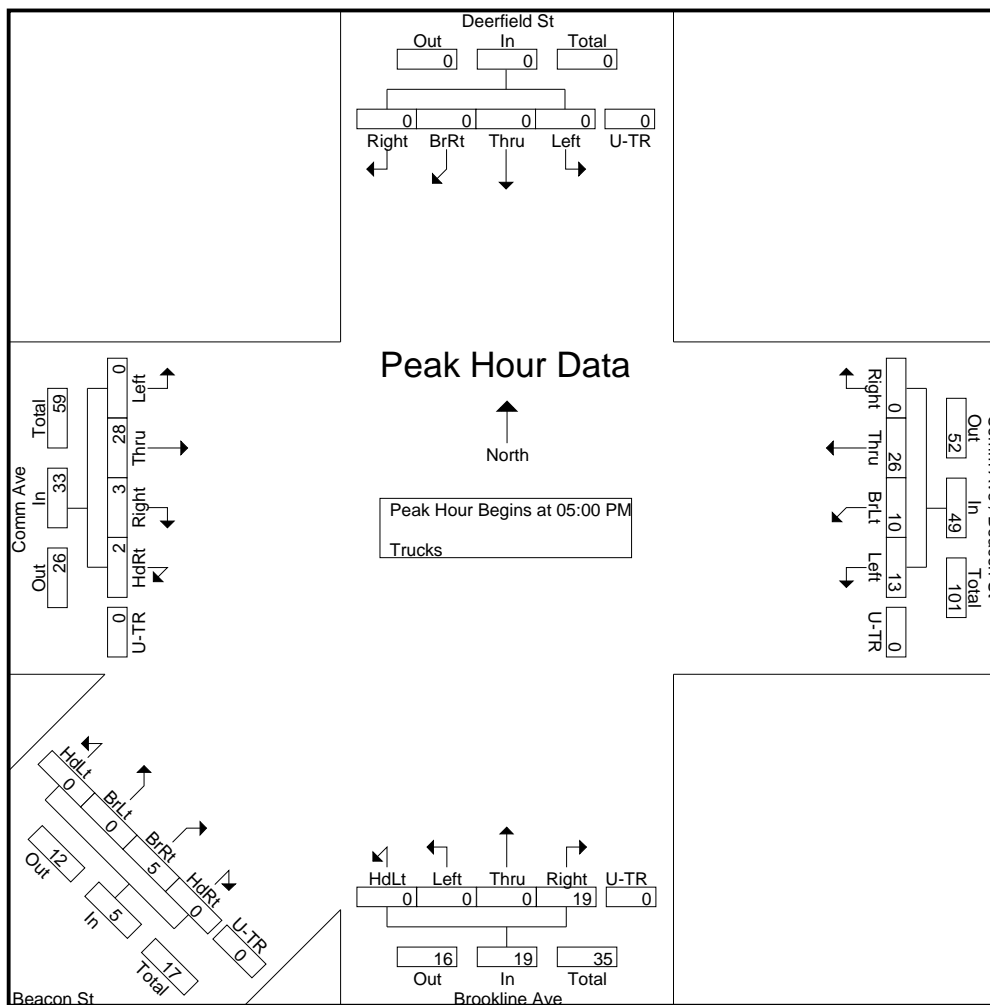 Deerfield St
Out In Total
0 0 0
0 0 0 0 0
Right BrRt Thru Left U-TR
Peak Hour Data
North
Peak Hour Begins at 05:00 PM
Trucks
Comm Ave
Out In Total
26 33 59
0 28 3 2 0
Left Thru Right HdRt U-TR
Out In Total
52 49 101
Right Thru BrLt Left U-TR
0 26 10 13 0
HdLt BrLt BrRt HdRt U-TR
0 0 5 0 0
12 5 17
Out In Total
Beacon St
HdLt Left Thru Right U-TR
0 0 0 19 0
16 19 35
Out In Total
Brookline Ave